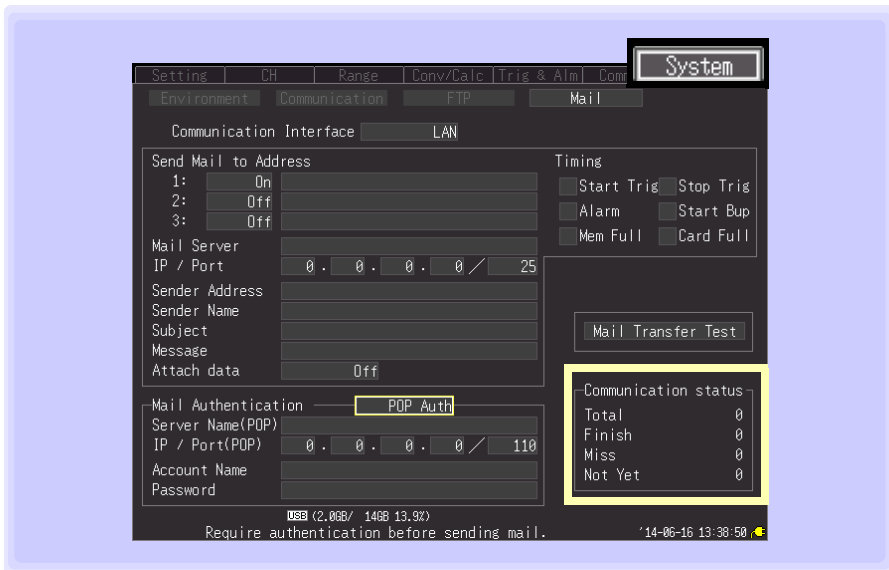 System
Setting CH Range Conv/Calc Trig & Alm Com
Environment Communication FTP Mail
Communication Interface LAN
Send Mail to Address
1: On
2: Off
3: Off
Mail Server
IP / Port 0. 0. 0. 0/ 25
Sender Address
Sender Name
Subject
Message
Attach data Off
Timing
Start Trig Stop Trig
Alarm Start Bup
Mem Full Card Full
Mail Transfer Test
Mail Authentication POP Auth
Server Name(POP)
IP / Port(POP) 0. 0. 0. 0/ 110
Account Name
Password
Communication status
Total 0
Finish 0
Miss 0
Not Yet 0
USB (2.0GB/ 14GB 13.9%)
Require authentication before sending mail. '14-06-16 13:38:50